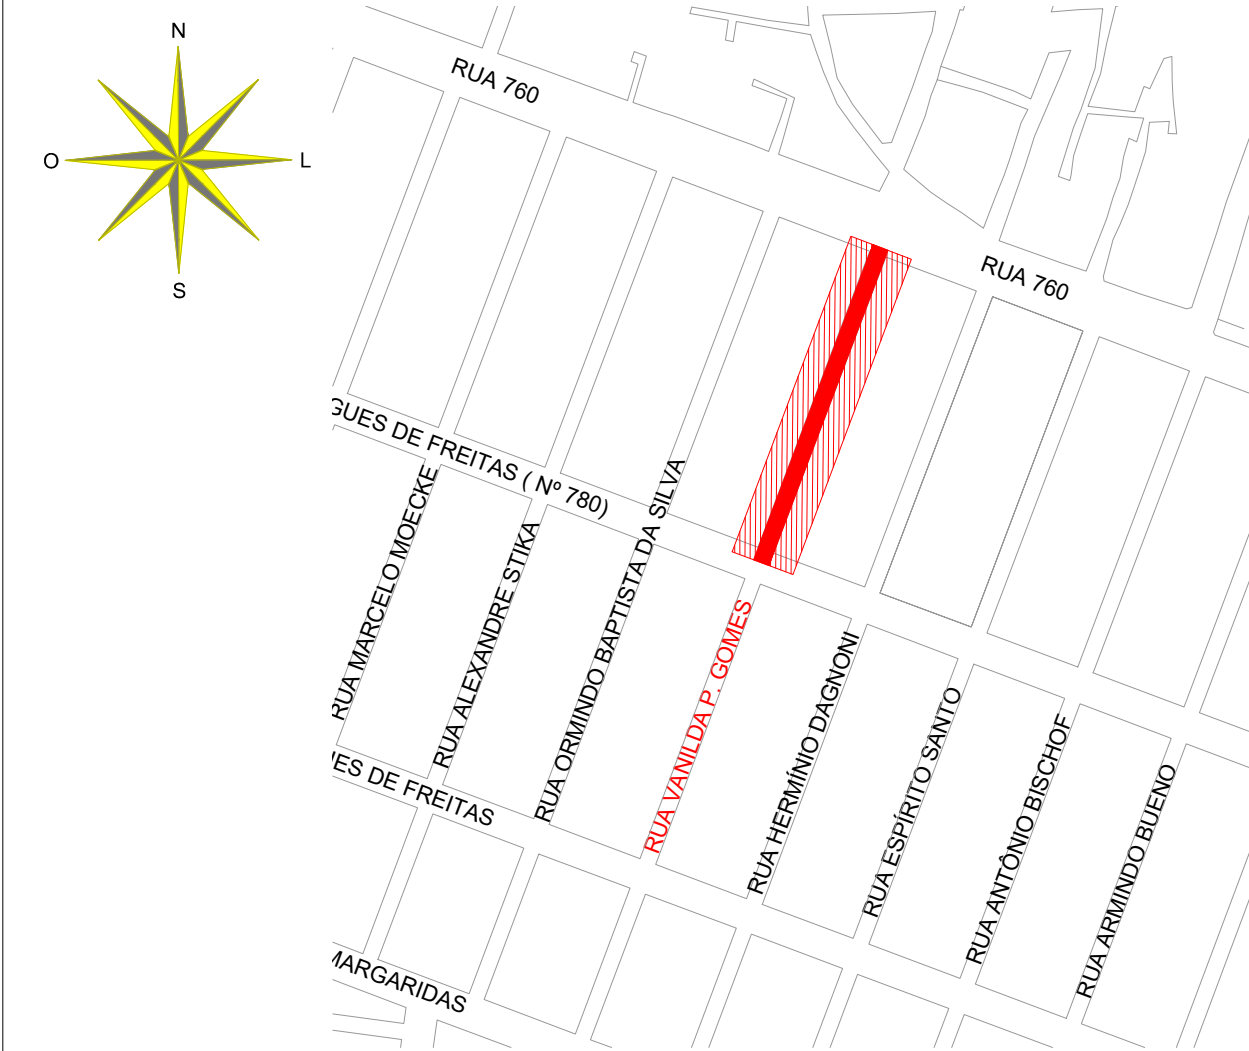 N
O
L
S
RUA 760
RUA 760
GUES DE FREITAS ( Nº 780)
RUA MARCELO MOECKE
RUA ALEXANDRE STIKA
RUA ORMINDO BAPTISTA DA SILVA
RUA VANILDA P. GOMES
RUA HERMÍNIO DAGNONI
RUA ESPÍRITO SANTO
RUA ANTÔNIO BISCHOF
RUA ARMINDO BUENO
ES DE FREITAS
MARGARIDAS